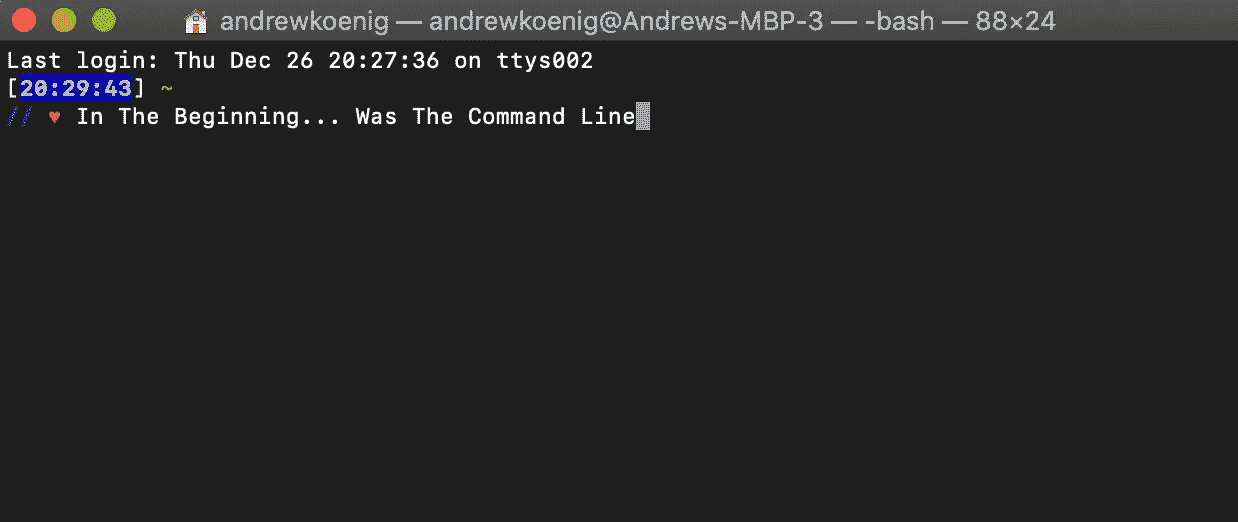 andrewkoenig — andrewkoenig@Andrews-MBP-3 — -bash — 88×24
Last login: Thu Dec 26 20:27:36 on ttys002
[20:29:43] ~
// ♥ In The Beginning... Was The Command Line